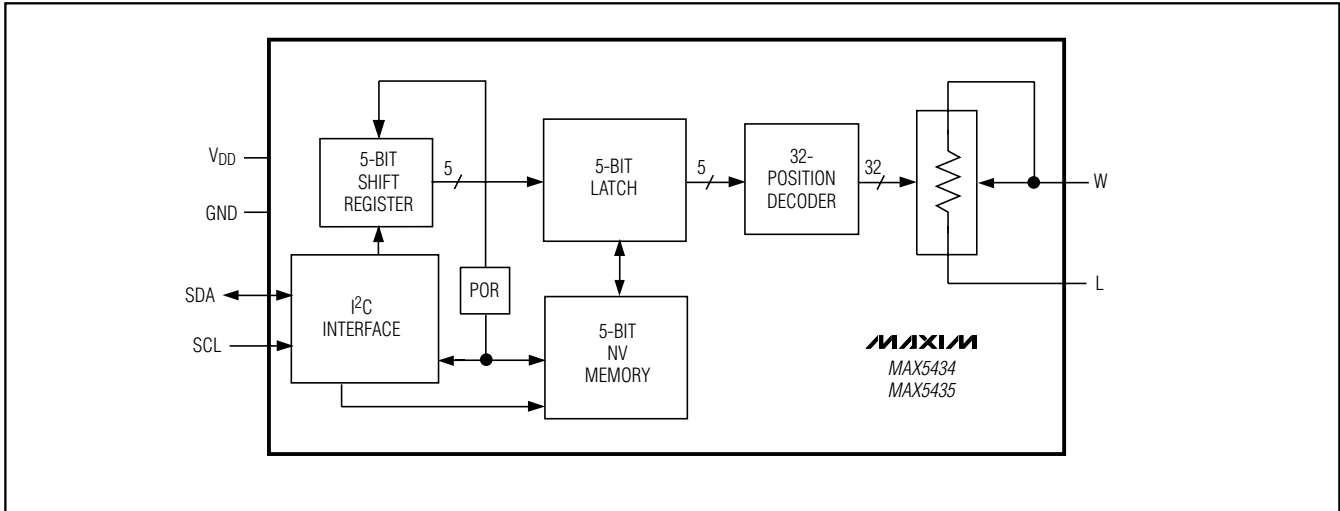 VDD
GND
SDA
SCL
5-BIT
SHIFT
REGISTER
5
I2C
INTERFACE
POR
5-BIT
LATCH
5
5-BIT
NV
MEMORY
32-
POSITION
DECODER
32
W
L
MAXIM
MAX5434
MAX5435